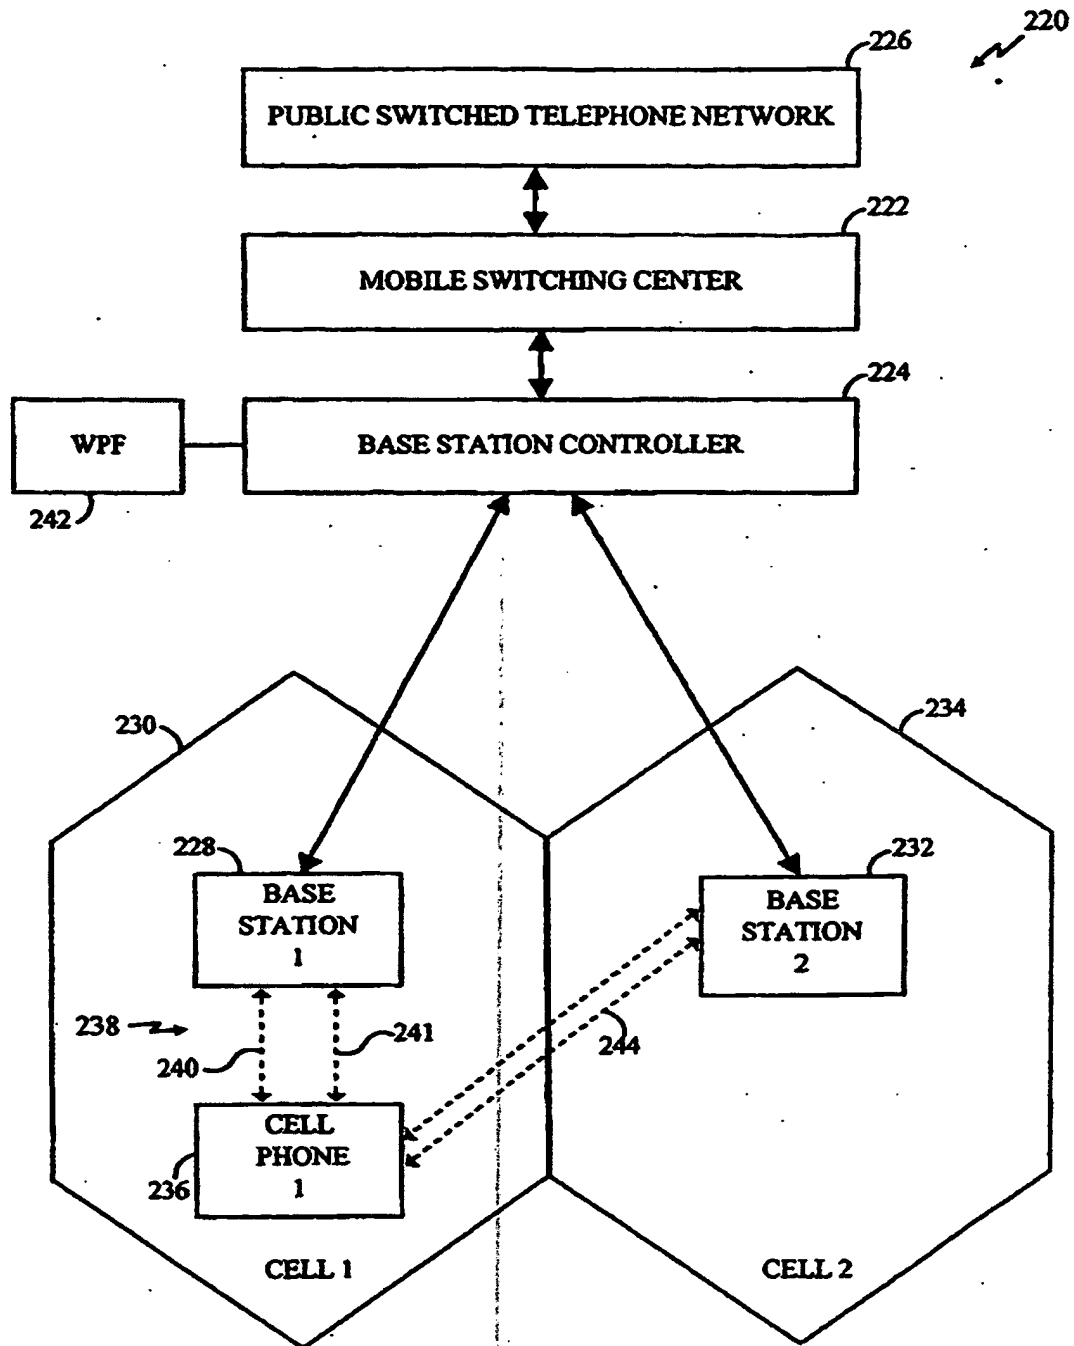 220
226
PUBLIC SWITCHED TELEPHONE NETWORK
222
MOBILE SWITCHING CENTER
224
WPF
BASE STATION CONTROLLER
242
230
234
228
232
BASE
STATION
1
BASE
STATION
2
238
240
241
244
CELL
PHONE
1
236
CELL 1
CELL 2